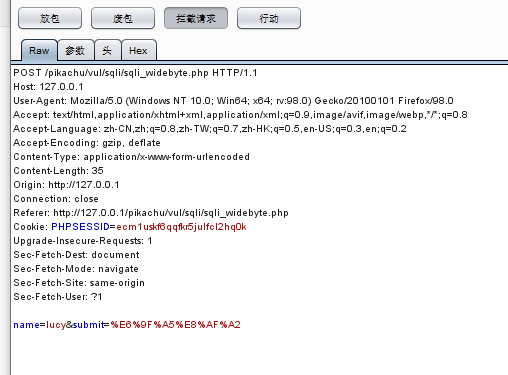 放包 废包 拦截请求 行动
Raw 参数 头 Hex
POST /pikachu/vul/sqli/sqli_widebyte.php HTTP/1.1
Host: 127.0.0.1
User-Agent: Mozilla/5.0 (Windows NT 10.0; Win64; x64; rv:98.0) Gecko/20100101 Firefox/98.0
Accept: text/html,application/xhtml+xml,application/xml;q=0.9,image/avif,image/webp,*/*;q=0.8
Accept-Language: zh-CN,zh;q=0.8,zh-TW;q=0.7,zh-HK;q=0.5,en-US;q=0.3,en;q=0.2
Accept-Encoding: gzip, deflate
Content-Type: application/x-www-form-urlencoded
Content-Length: 35
Origin: http://127.0.0.1
Connection: close
Referer: http://127.0.0.1/pikachu/vul/sqli/sqli_widebyte.php
Cookie: PHPSESSID=ecm1uskf6qqfkr5julfcl2hq0k
Upgrade-Insecure-Requests: 1
Sec-Fetch-Dest: document
Sec-Fetch-Mode: navigate
Sec-Fetch-Site: same-origin
Sec-Fetch-User: ?1
name=lucy&submit=%E6%9F%A5%E8%AF%A2